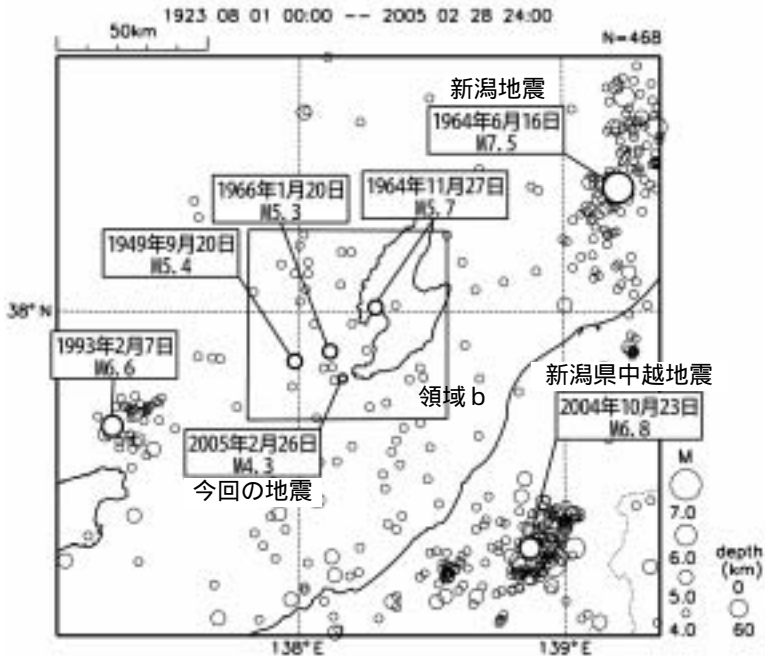 1923 08 01 00:00 -- 2005 02 28 24:00
50km
N=468
新潟地震
1964年6月16日
M7.5
1966年1月20日
M5.3
1964年11月27日
M5.7
1949年9月20日
M5.4
38°N
1993年2月7日
M6.6
新潟県中越地震
領域b
2004年10月23日
M6.8
2005年2月26日
M4.3
今回の地震
M
7.0
6.0
5.0
4.0
depth
(km)
0
60
138°E
139°E